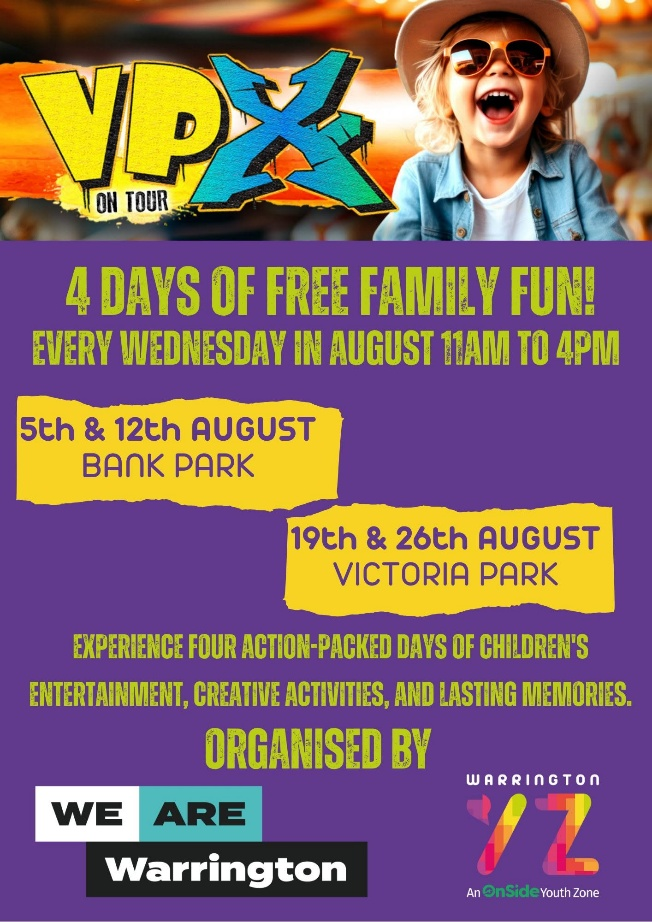 VPX
ON TOUR
4 DAYS OF FREE FAMILY FUN!
EVERY WEDNESDAY IN AUGUST 11AM TO 4PM
5th & 12th AUGUST
BANK PARK
19th & 26th AUGUST
VICTORIA PARK
EXPERIENCE FOUR ACTION-PACKED DAYS OF CHILDREN'S
ENTERTAINMENT, CREATIVE ACTIVITIES, AND LASTING MEMORIES.
ORGANISED BY
WE ARE
Warrington
WARRINGTON
YZ
An OnSide Youth Zone